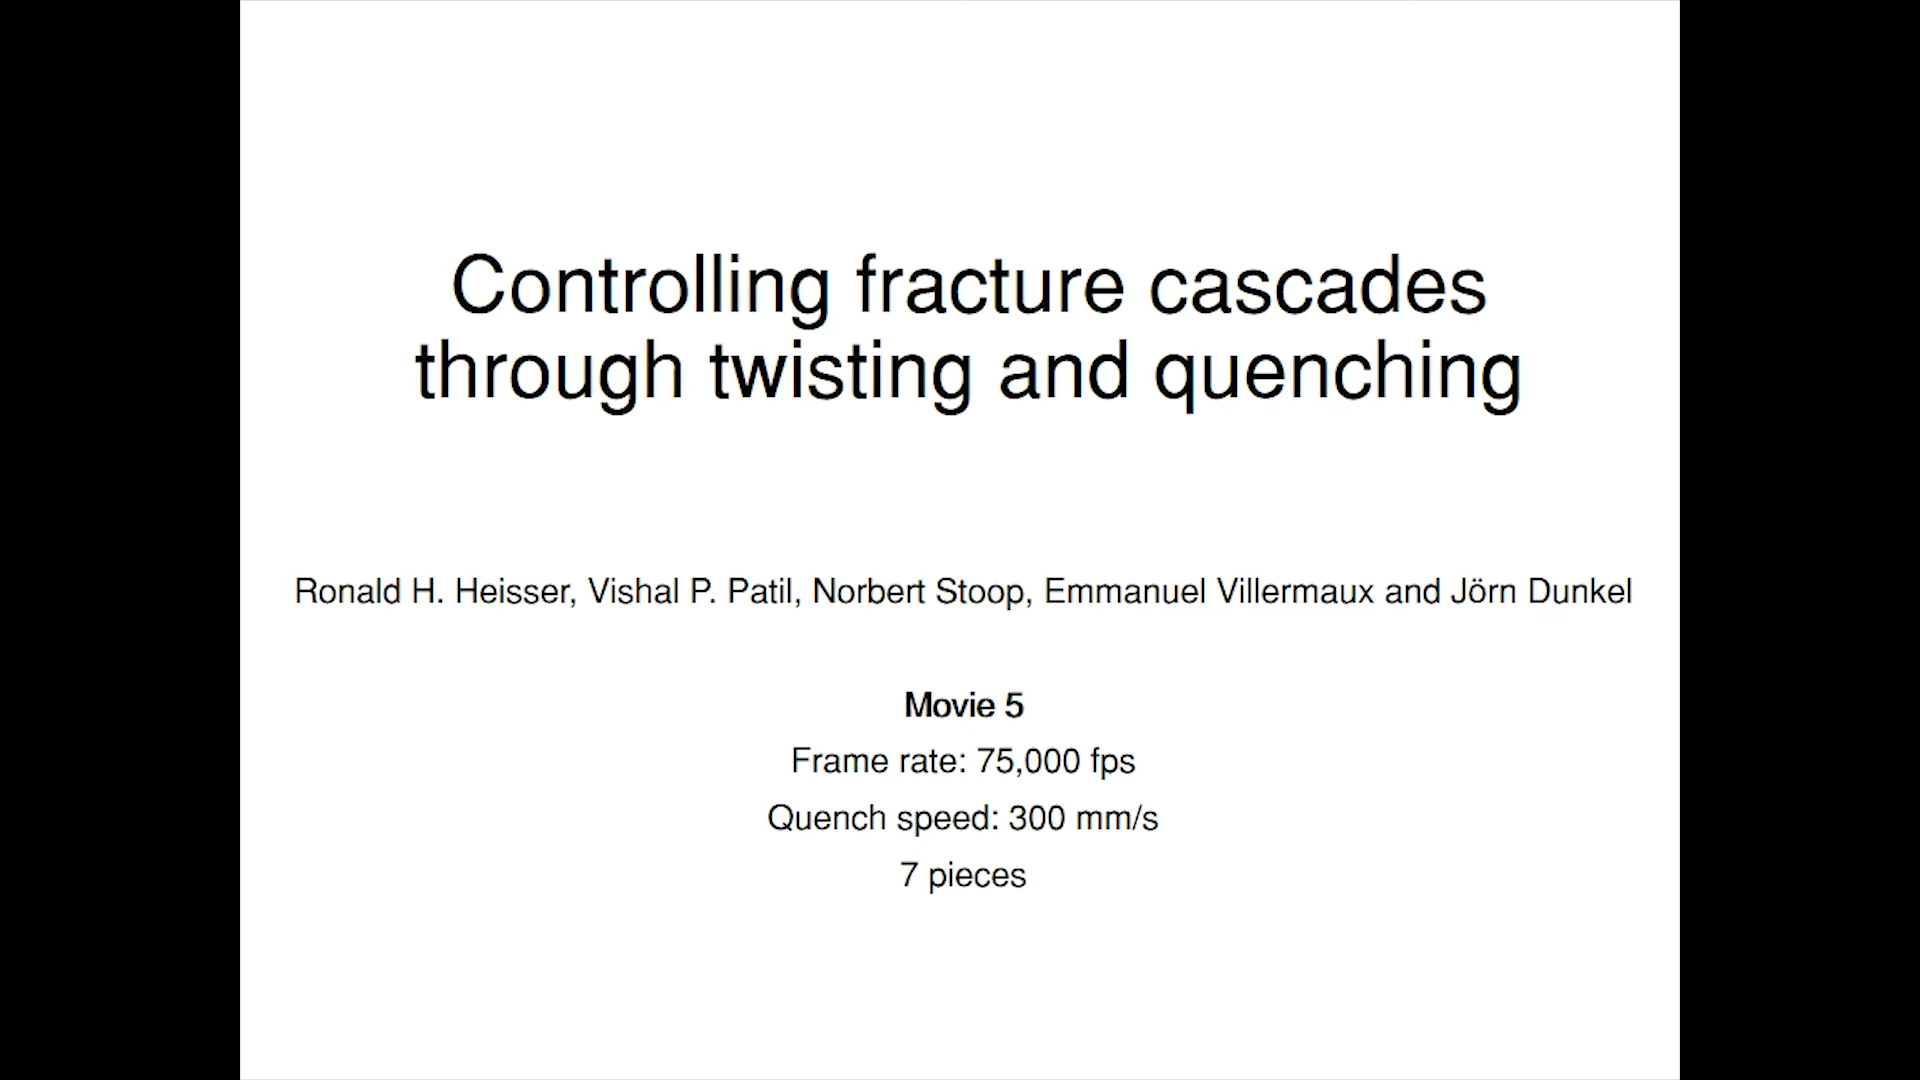 Controlling fracture cascades
through twisting and quenching
Ronald H. Heisser, Vishal P. Patil, Norbert Stoop, Emmanuel Villermaux and Jörn Dunkel
Movie 5
Frame rate: 75,000 fps
Quench speed: 300 mm/s
7 pieces